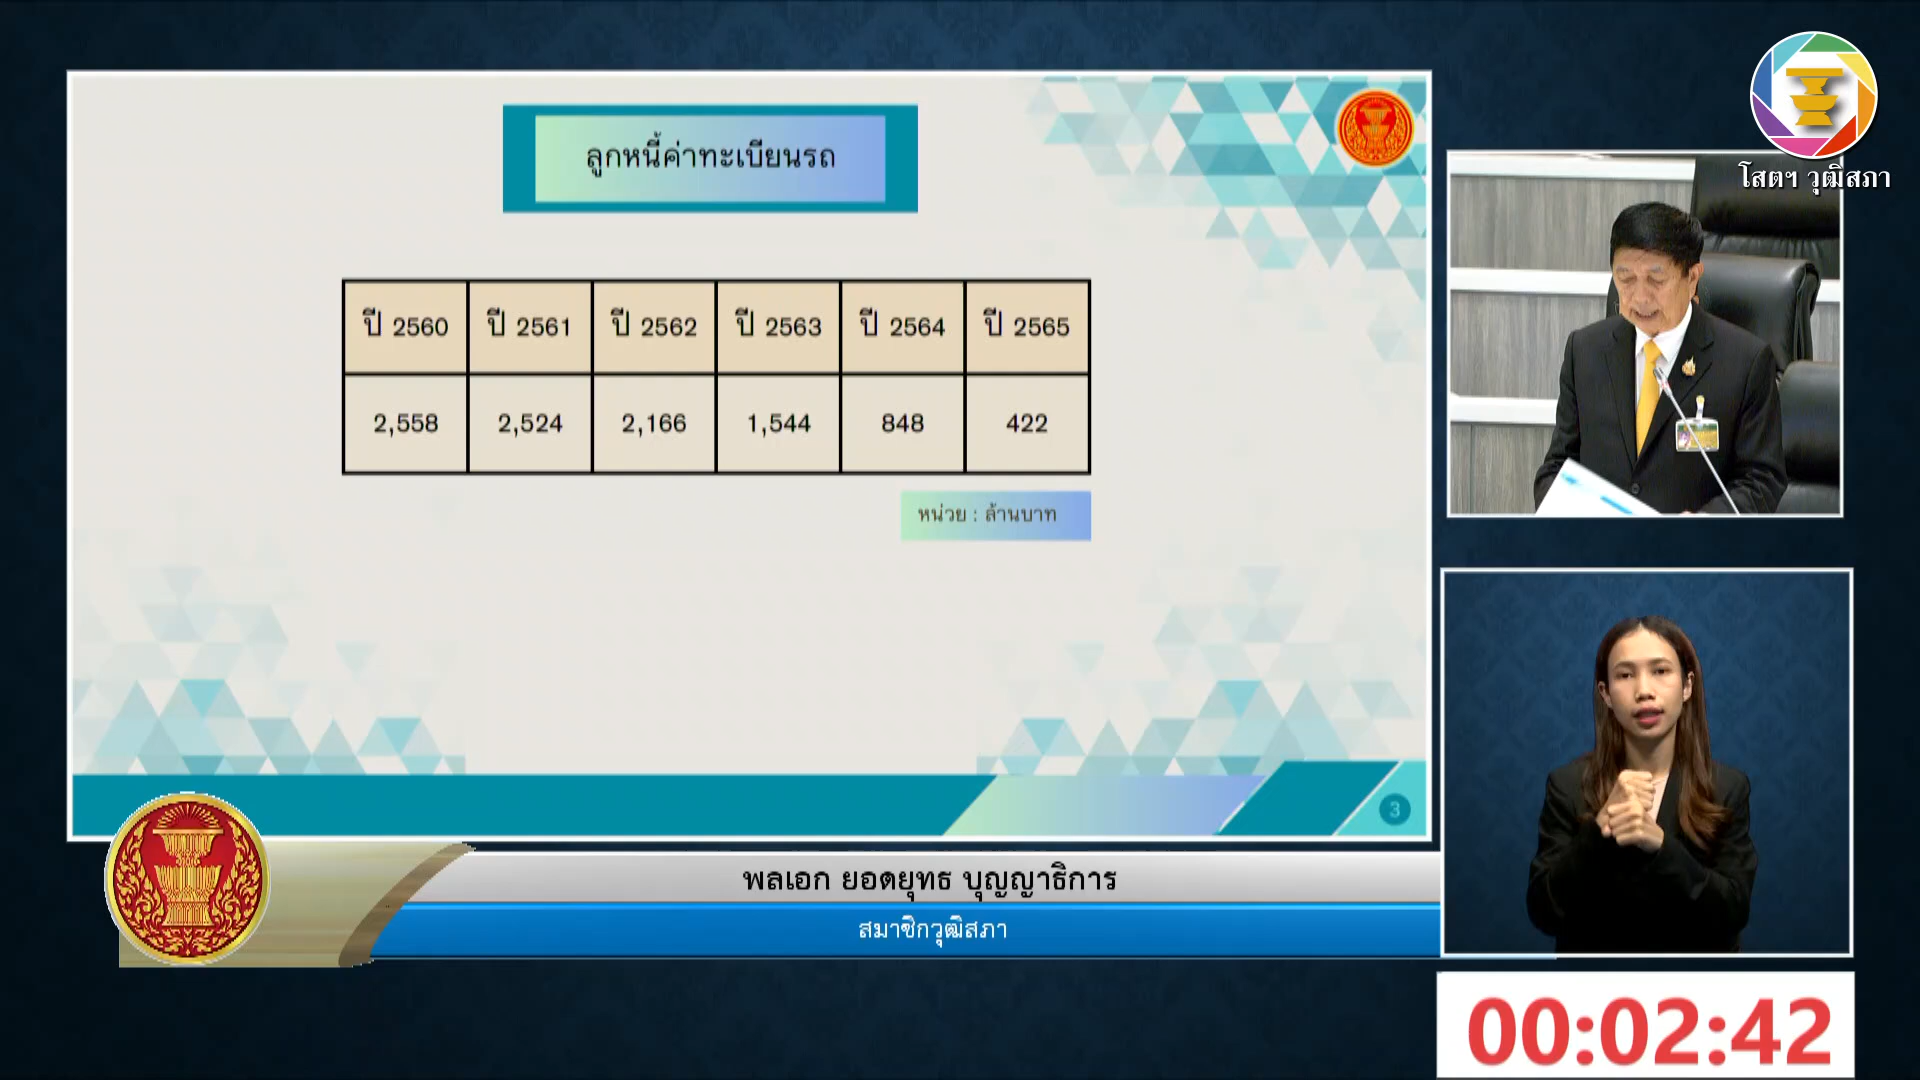 โสตฯ วุฒิสภา
ลูกหนี้ค่าทะเบียนรถ
ปี 2560 ปี 2561 ปี 2562 ปี 2563 ปี 2564 ปี 2565
2,558 2,524 2,166 1,544 848 422
หน่วย : ล้านบาท
3
พลเอก ยอดยุทธ บุญญาธิการ
สมาชิกวุฒิสภา
00:02:42